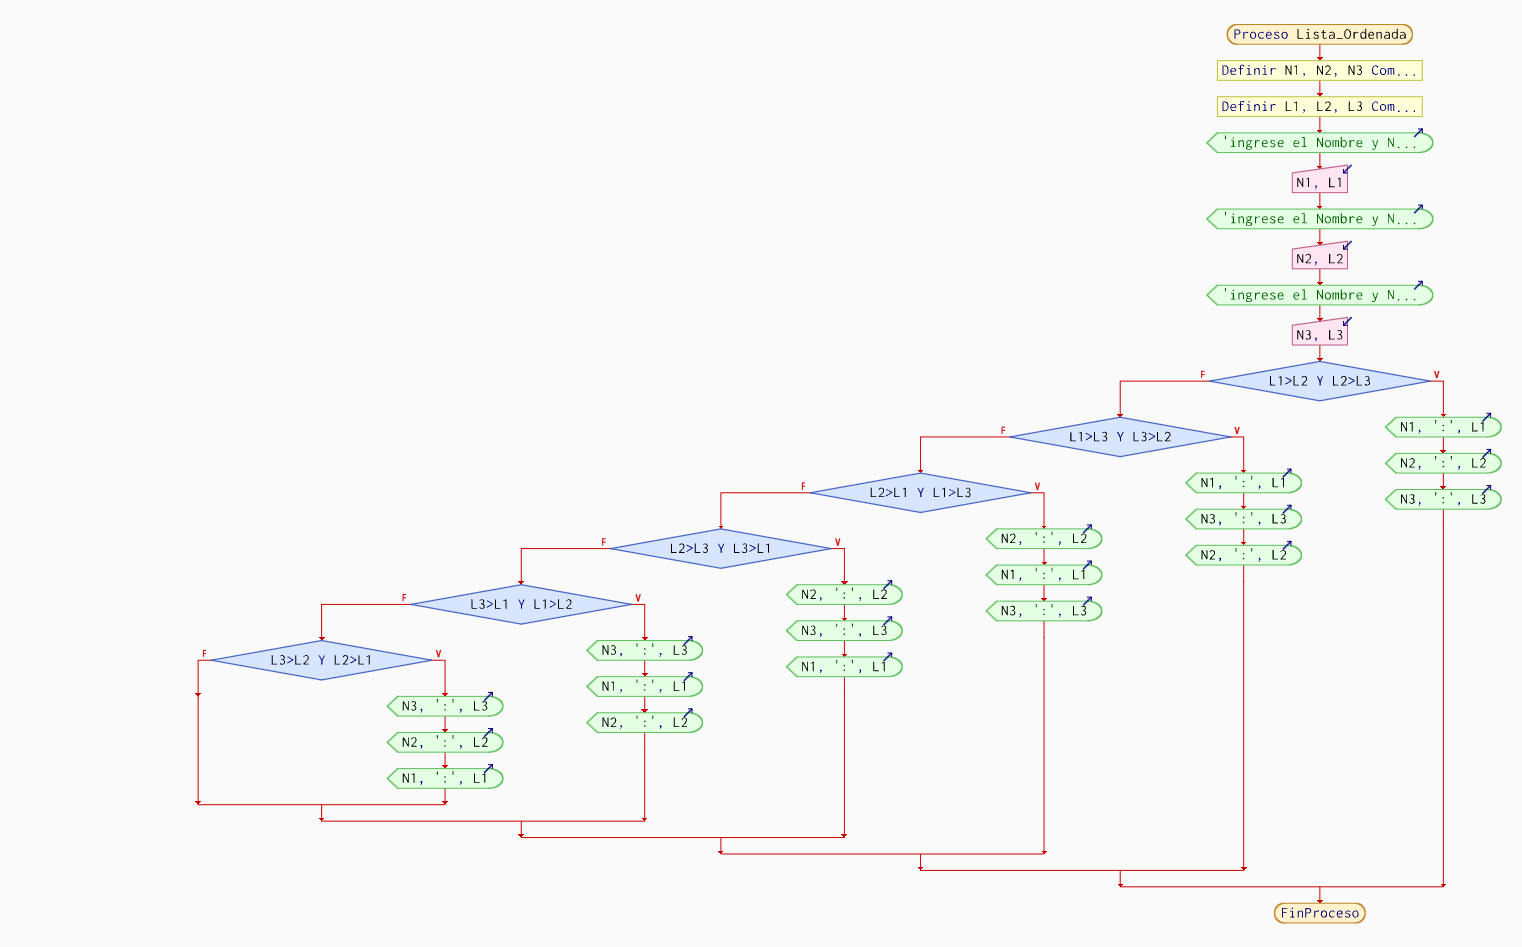 Proceso Lista_Ordenada
Definir N1, N2, N3 Com...
Definir L1, L2, L3 Com...
'ingrese el Nombre y N...
N1, L1
'ingrese el Nombre y N...
N2, L2
'ingrese el Nombre y N...
N3, L3
L1>L2 Y L2>L3
F
V
N1, ':', L1
N2, ':', L2
N3, ':', L3
L1>L3 Y L3>L2
F
V
N1, ':', L1
N3, ':', L3
N2, ':', L2
L2>L1 Y L1>L3
F
V
N2, ':', L2
N1, ':', L1
N3, ':', L3
L2>L3 Y L3>L1
F
V
N2, ':', L2
N3, ':', L3
N1, ':', L1
L3>L1 Y L1>L2
F
V
N3, ':', L3
N1, ':', L1
N2, ':', L2
L3>L2 Y L2>L1
F
V
N3, ':', L3
N2, ':', L2
N1, ':', L1
FinProceso